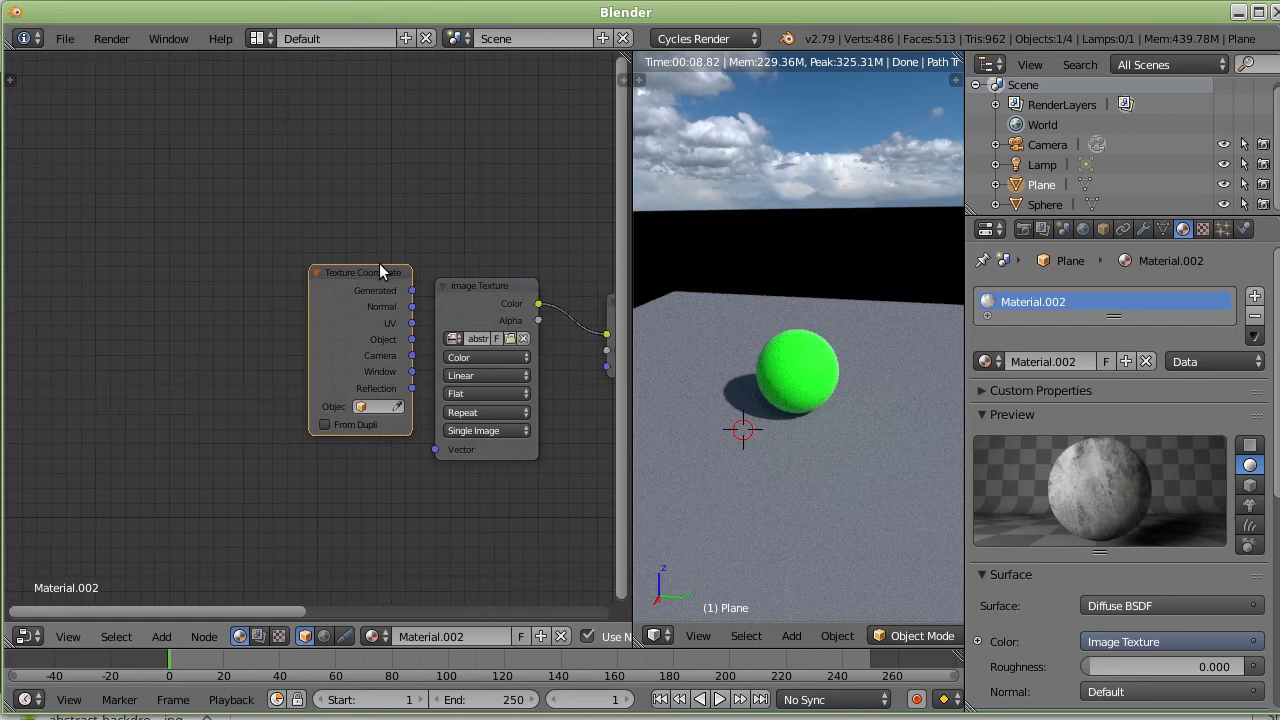 Blender
File Render Window Help Default Scene Cycles Render v2.79 | Verts:486 | Faces:513 | Tris:962 | Objects:1/4 | Lamps:0/1 | Mem:439.78M | Plane
Time:00:08.82 | Mem:229.36M, Peak:325.31M | Done | Path Tr
View Search All Scenes
Scene
RenderLayers
World
Camera
Lamp
Plane
Sphere
Texture Coordinate
Generated
Normal
UV
Object
Camera
Window
Reflection
Objec
From Dupli
Image Texture
Color
Alpha
abstr F
Color
Linear
Flat
Repeat
Single Image
Vector
Material.002
z
y
x
(1) Plane
Plane Material.002
Material.002
Material.002 F Data
Custom Properties
Preview
Surface
Surface: Diffuse BSDF
Color: Image Texture
Roughness: 0.000
Normal: Default
View Select Add Node Material.002 F Use N
View Select Add Object Object Mode
-40 -20 0 20 40 60 80 100 120 140 160 180 200 220 240 260
View Marker Frame Playback Start: 1 End: 250 1 No Sync